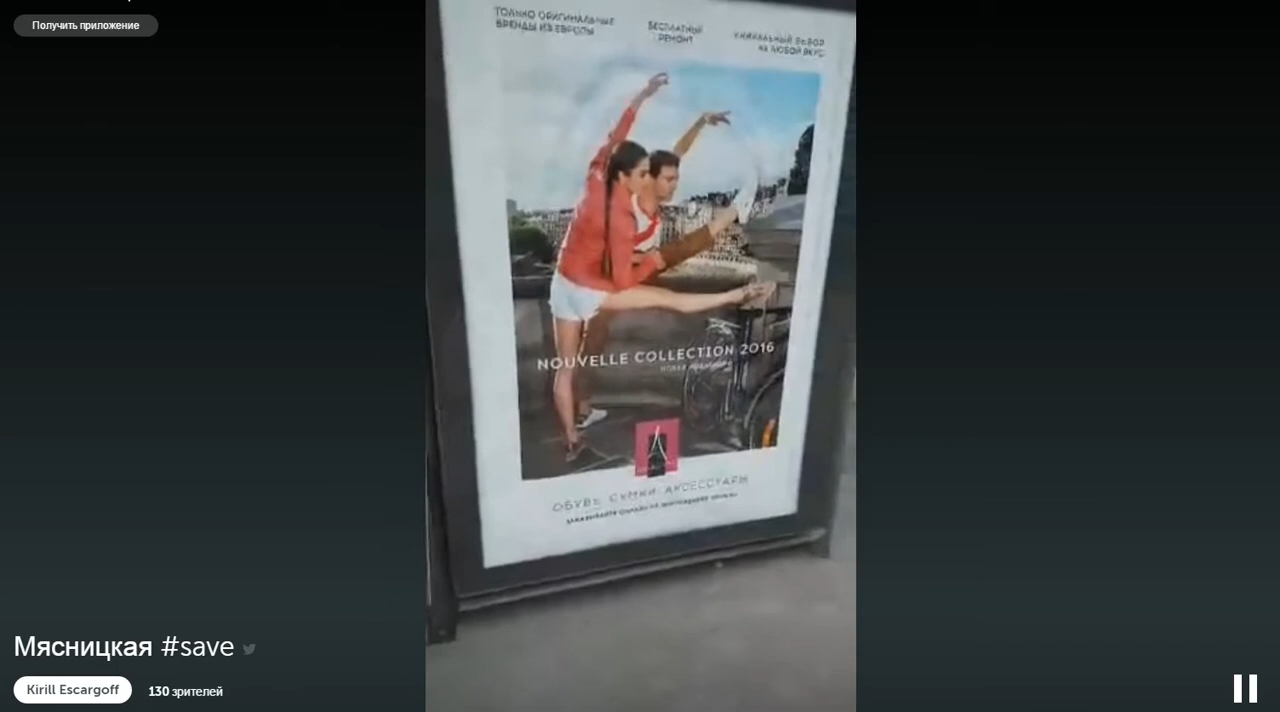 Получить приложение
ТОЛЬКО ОРИГИНАЛЬНЫЕ
БРЕНДЫ ИЗ ЕВРОПЫ
БЕСПЛАТНЫЙ
РЕМОНТ
УНИКАЛЬНЫЙ ВЫБОР
НА ЛЮБОЙ ВКУС
NOUVELLE COLLECTION 2016
ОБУВЬ СУМКИ АКСЕССУАРЫ
Мясницкая #save
Kirill Escargoff
130 зрителей